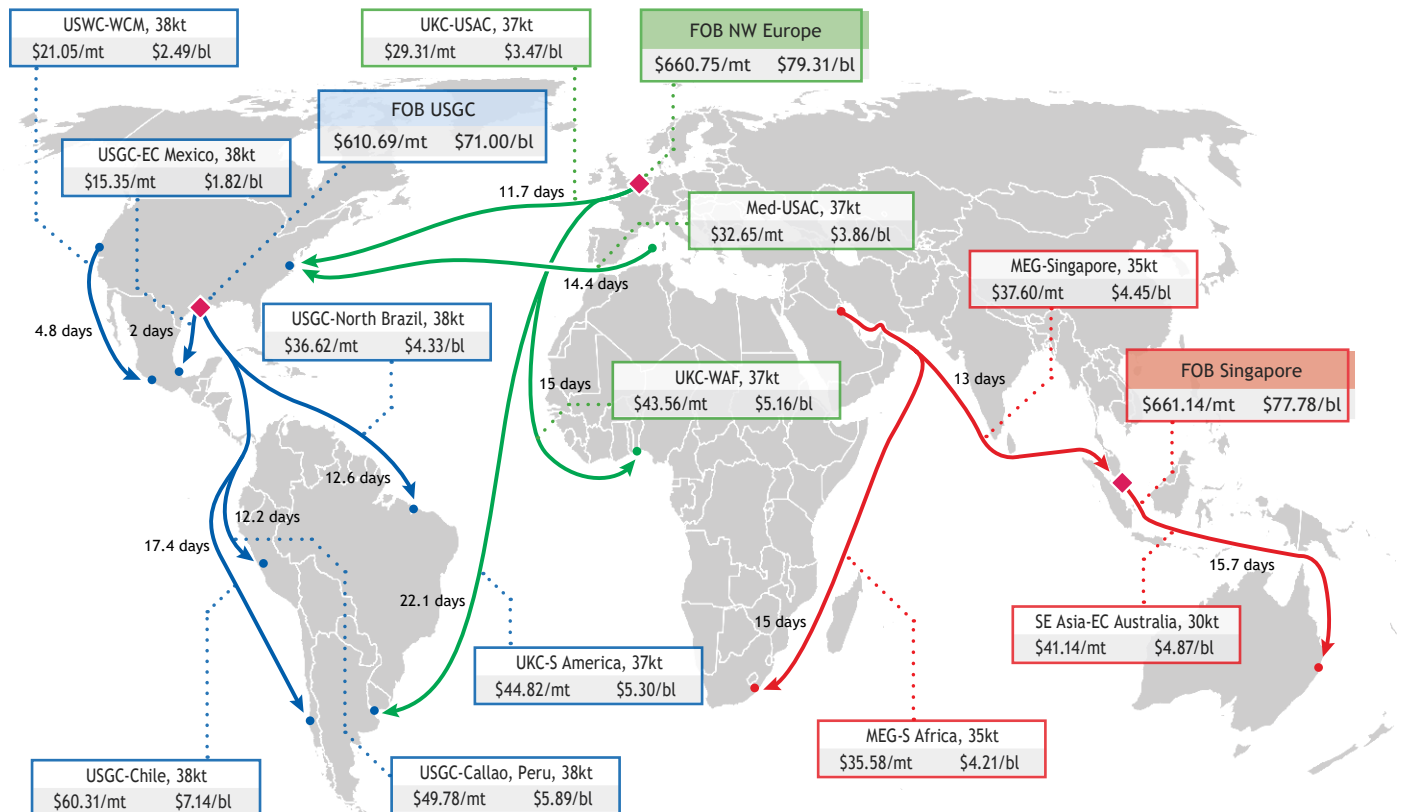 USWC-WCM, 38kt
$21.05/mt $2.49/bl
UKC-USAC, 37kt
$29.31/mt $3.47/bl
FOB NW Europe
$660.75/mt $79.31/bl
FOB USGC
$610.69/mt $71.00/bl
USGC-EC Mexico, 38kt
$15.35/mt $1.82/bl
11.7 days
Med-USAC, 37kt
$32.65/mt $3.86/bl
14.4 days
MEG-Singapore, 35kt
$37.60/mt $4.45/bl
4.8 days
2 days
USGC-North Brazil, 38kt
$36.62/mt $4.33/bl
15 days
UKC-WAF, 37kt
$43.56/mt $5.16/bl
13 days
FOB Singapore
$661.14/mt $77.78/bl
12.6 days
12.2 days
17.4 days
22.1 days
15 days
15.7 days
SE Asia-EC Australia, 30kt
$41.14/mt $4.87/bl
UKC-S America, 37kt
$44.82/mt $5.30/bl
MEG-S Africa, 35kt
$35.58/mt $4.21/bl
USGC-Chile, 38kt
$60.31/mt $7.14/bl
USGC-Callao, Peru, 38kt
$49.78/mt $5.89/bl